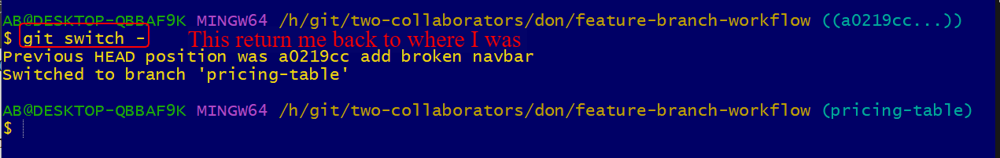 AB@DESKTOP-QBBAF9K MINGW64 /h/git/two-collaborators/don/feature-branch-workflow ((a0219cc...))
$ git switch - This return me back to where I was
Previous HEAD position was a0219cc add broken navbar
Switched to branch 'pricing-table'
AB@DESKTOP-QBBAF9K MINGW64 /h/git/two-collaborators/don/feature-branch-workflow (pricing-table)
$